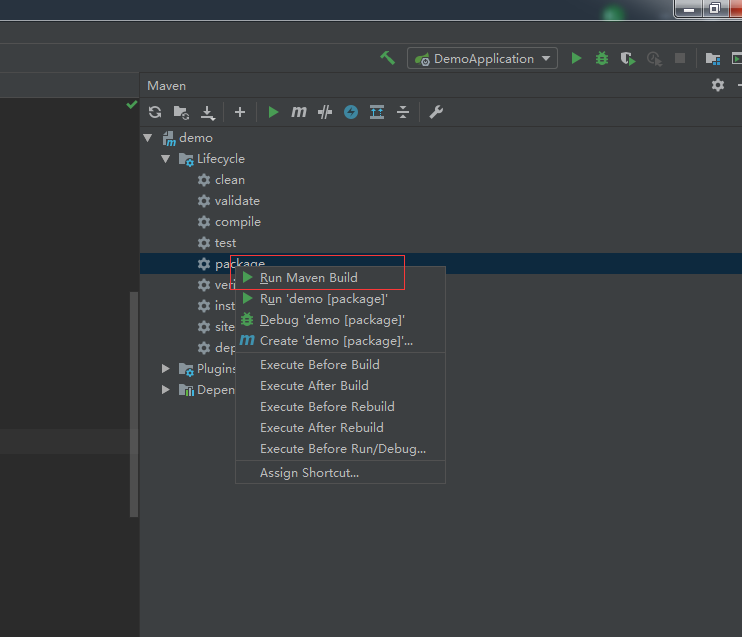 DemoApplication
Maven
m
demo
Lifecycle
clean
validate
compile
test
package
Run Maven Build
Run 'demo [package]'
Debug 'demo [package]'
Create 'demo [package]'...
Plugins
Execute Before Build
Execute After Build
Execute Before Rebuild
Execute After Rebuild
Execute Before Run/Debug...
Assign Shortcut...